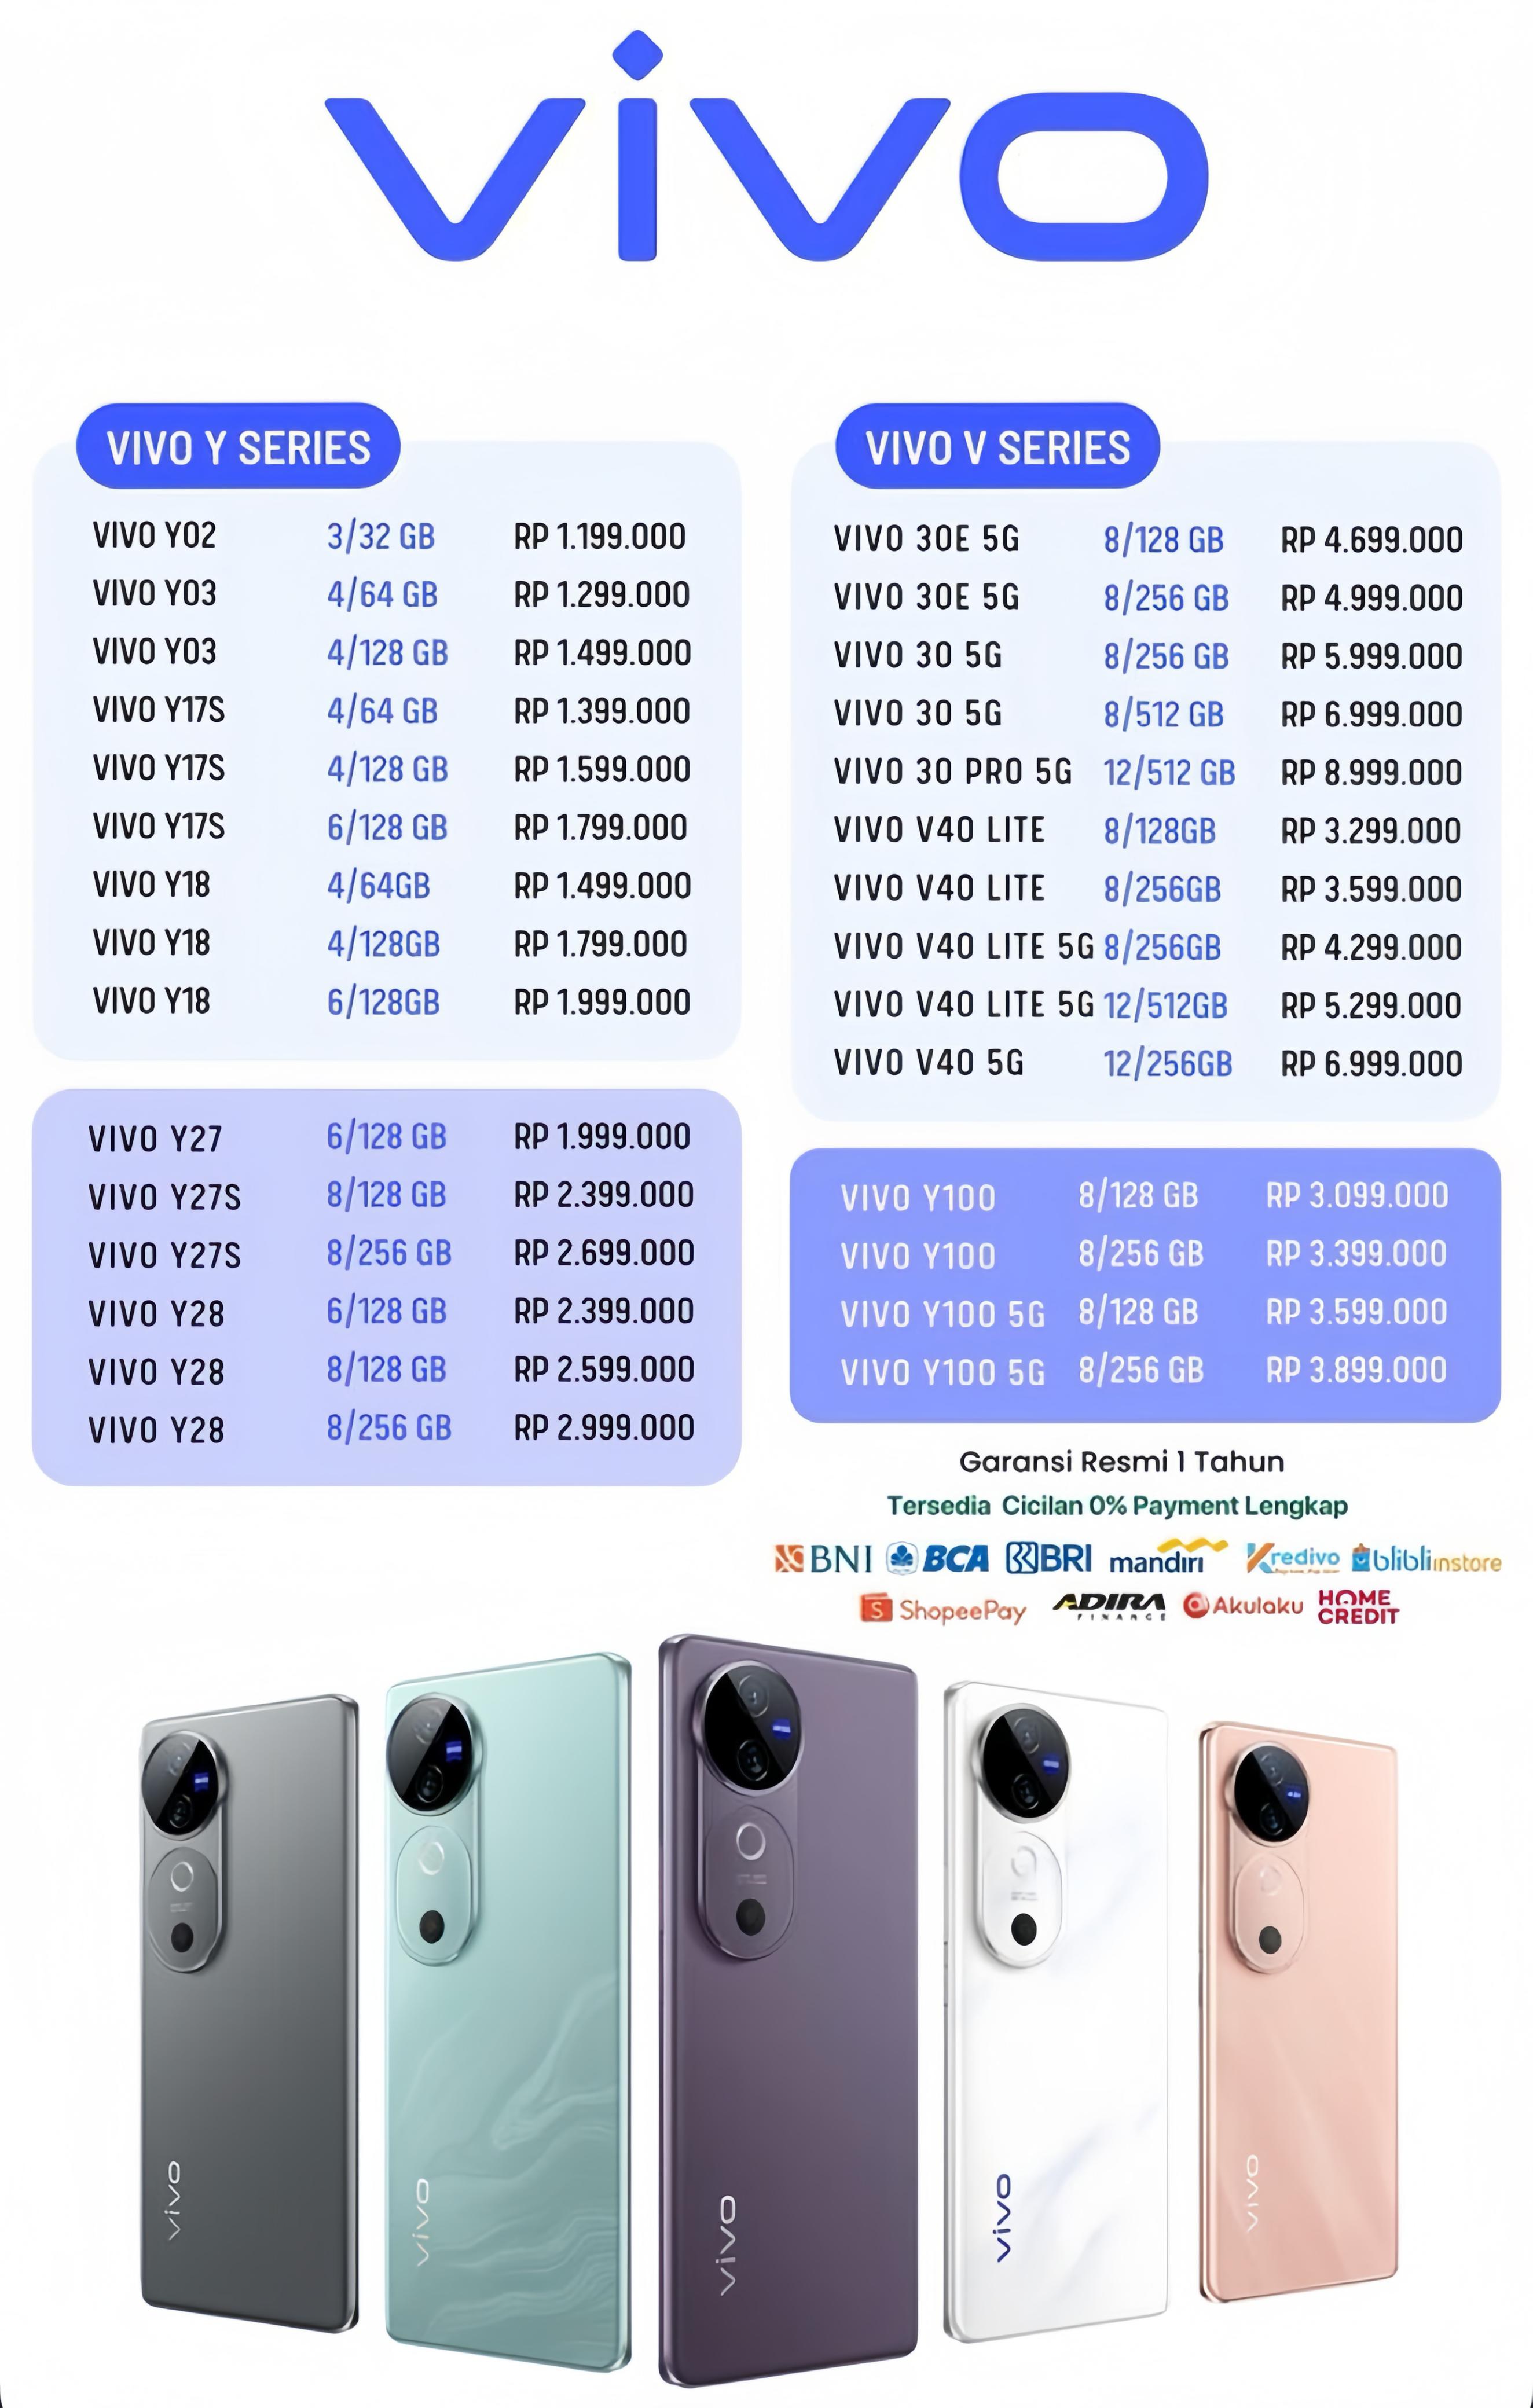 vivo
VIVO Y SERIES
VIVO Y02 3/32 GB RP 1.199.000
VIVO Y03 4/64 GB RP 1.299.000
VIVO Y03 4/128 GB RP 1.499.000
VIVO Y17S 4/64 GB RP 1.399.000
VIVO Y17S 4/128 GB RP 1.599.000
VIVO Y17S 6/128 GB RP 1.799.000
VIVO Y18 4/64GB RP 1.499.000
VIVO Y18 4/128GB RP 1.799.000
VIVO Y18 6/128GB RP 1.999.000
VIVO Y27 6/128 GB RP 1.999.000
VIVO Y27S 8/128 GB RP 2.399.000
VIVO Y27S 8/256 GB RP 2.699.000
VIVO Y28 6/128 GB RP 2.399.000
VIVO Y28 8/128 GB RP 2.599.000
VIVO Y28 8/256 GB RP 2.999.000
VIVO V SERIES
VIVO 30E 5G 8/128 GB RP 4.699.000
VIVO 30E 5G 8/256 GB RP 4.999.000
VIVO 30 5G 8/256 GB RP 5.999.000
VIVO 30 5G 8/512 GB RP 6.999.000
VIVO 30 PRO 5G 12/512 GB RP 8.999.000
VIVO V40 LITE 8/128GB RP 3.299.000
VIVO V40 LITE 8/256GB RP 3.599.000
VIVO V40 LITE 5G 8/256GB RP 4.299.000
VIVO V40 LITE 5G 12/512GB RP 5.299.000
VIVO V40 5G 12/256GB RP 6.999.000
VIVO Y100 8/128 GB RP 3.099.000
VIVO Y100 8/256 GB RP 3.399.000
VIVO Y100 5G 8/128 GB RP 3.599.000
VIVO Y100 5G 8/256 GB RP 3.899.000
Garansi Resmi 1 Tahun
Tersedia Cicilan 0% Payment Lengkap
BNI BCA BRI mandiri Kredivo blibli instore
ShopeePay ADIRA FINANCE Akulaku HOME CREDIT
vivo
vivo
vivo
vivo
vivo